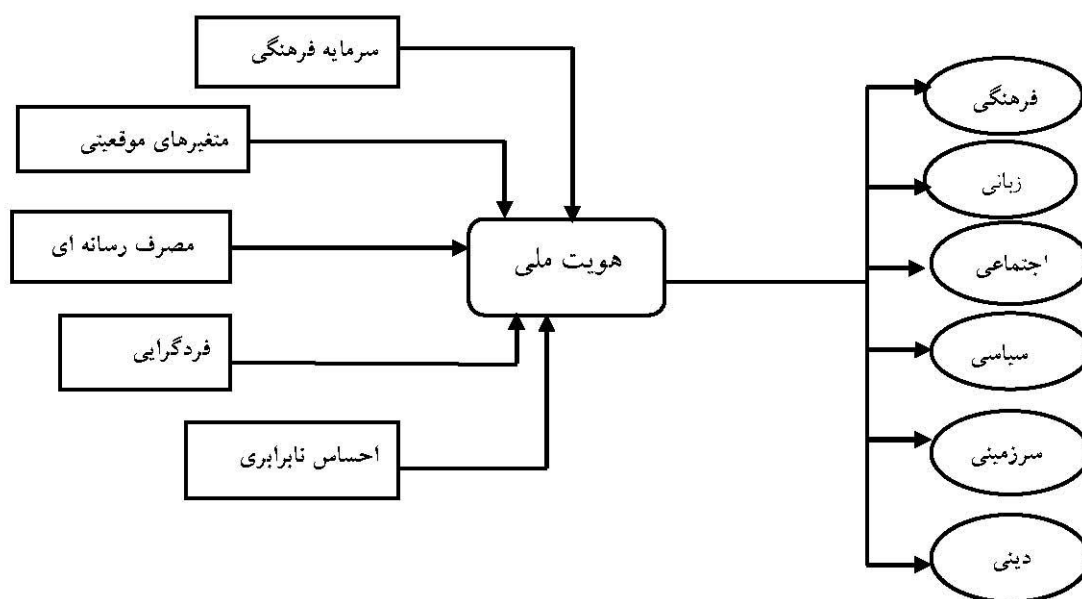 سرمایه فرهنگی
متغیرهای موقعیتی
مصرف رسانه ای
فردگرایی
احساس نابرابری
هویت ملی
فرهنگی
زبانی
اجتماعی
سیاسی
سرزمینی
دینی